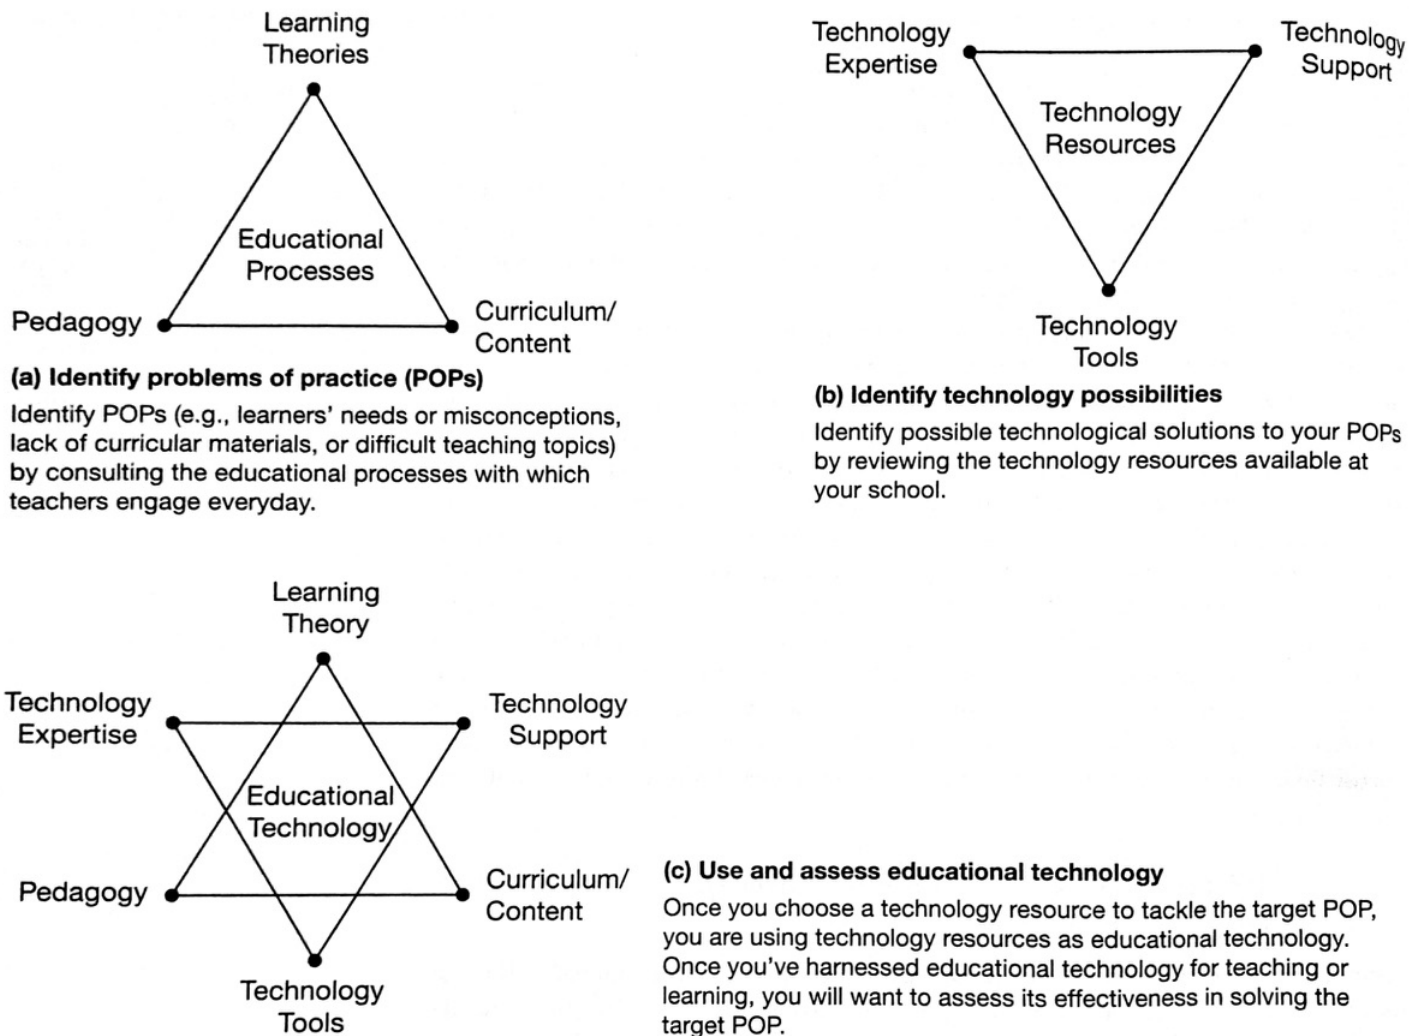 Learning
Theories
Educational
Processes
Pedagogy
Curriculum/
Content
(a) Identify problems of practice (POPs)
Identify POPs (e.g., learners' needs or misconceptions,
lack of curricular materials, or difficult teaching topics)
by consulting the educational processes with which
teachers engage everyday.
Technology
Expertise
Technology
Support
Technology
Resources
Technology
Tools
(b) Identify technology possibilities
Identify possible technological solutions to your POPs
by reviewing the technology resources available at
your school.
Learning
Theory
Technology
Expertise
Technology
Support
Educational
Technology
Pedagogy
Curriculum/
Content
Technology
Tools
(c) Use and assess educational technology
Once you choose a technology resource to tackle the target POP,
you are using technology resources as educational technology.
Once you've harnessed educational technology for teaching or
learning, you will want to assess its effectiveness in solving the
target POP.